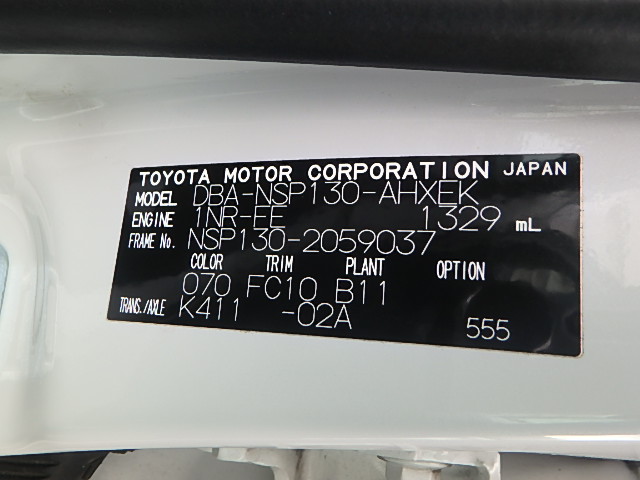 TOYOTA MOTOR CORPORATION JAPAN
MODEL DBA-NSP130-AHXEK
ENGINE 1NR-FE 1329 mL
FRAME No. NSP130-2059037
COLOR TRIM PLANT OPTION
070 FC10 B11
TRANS./AXLE K411 -02A
555